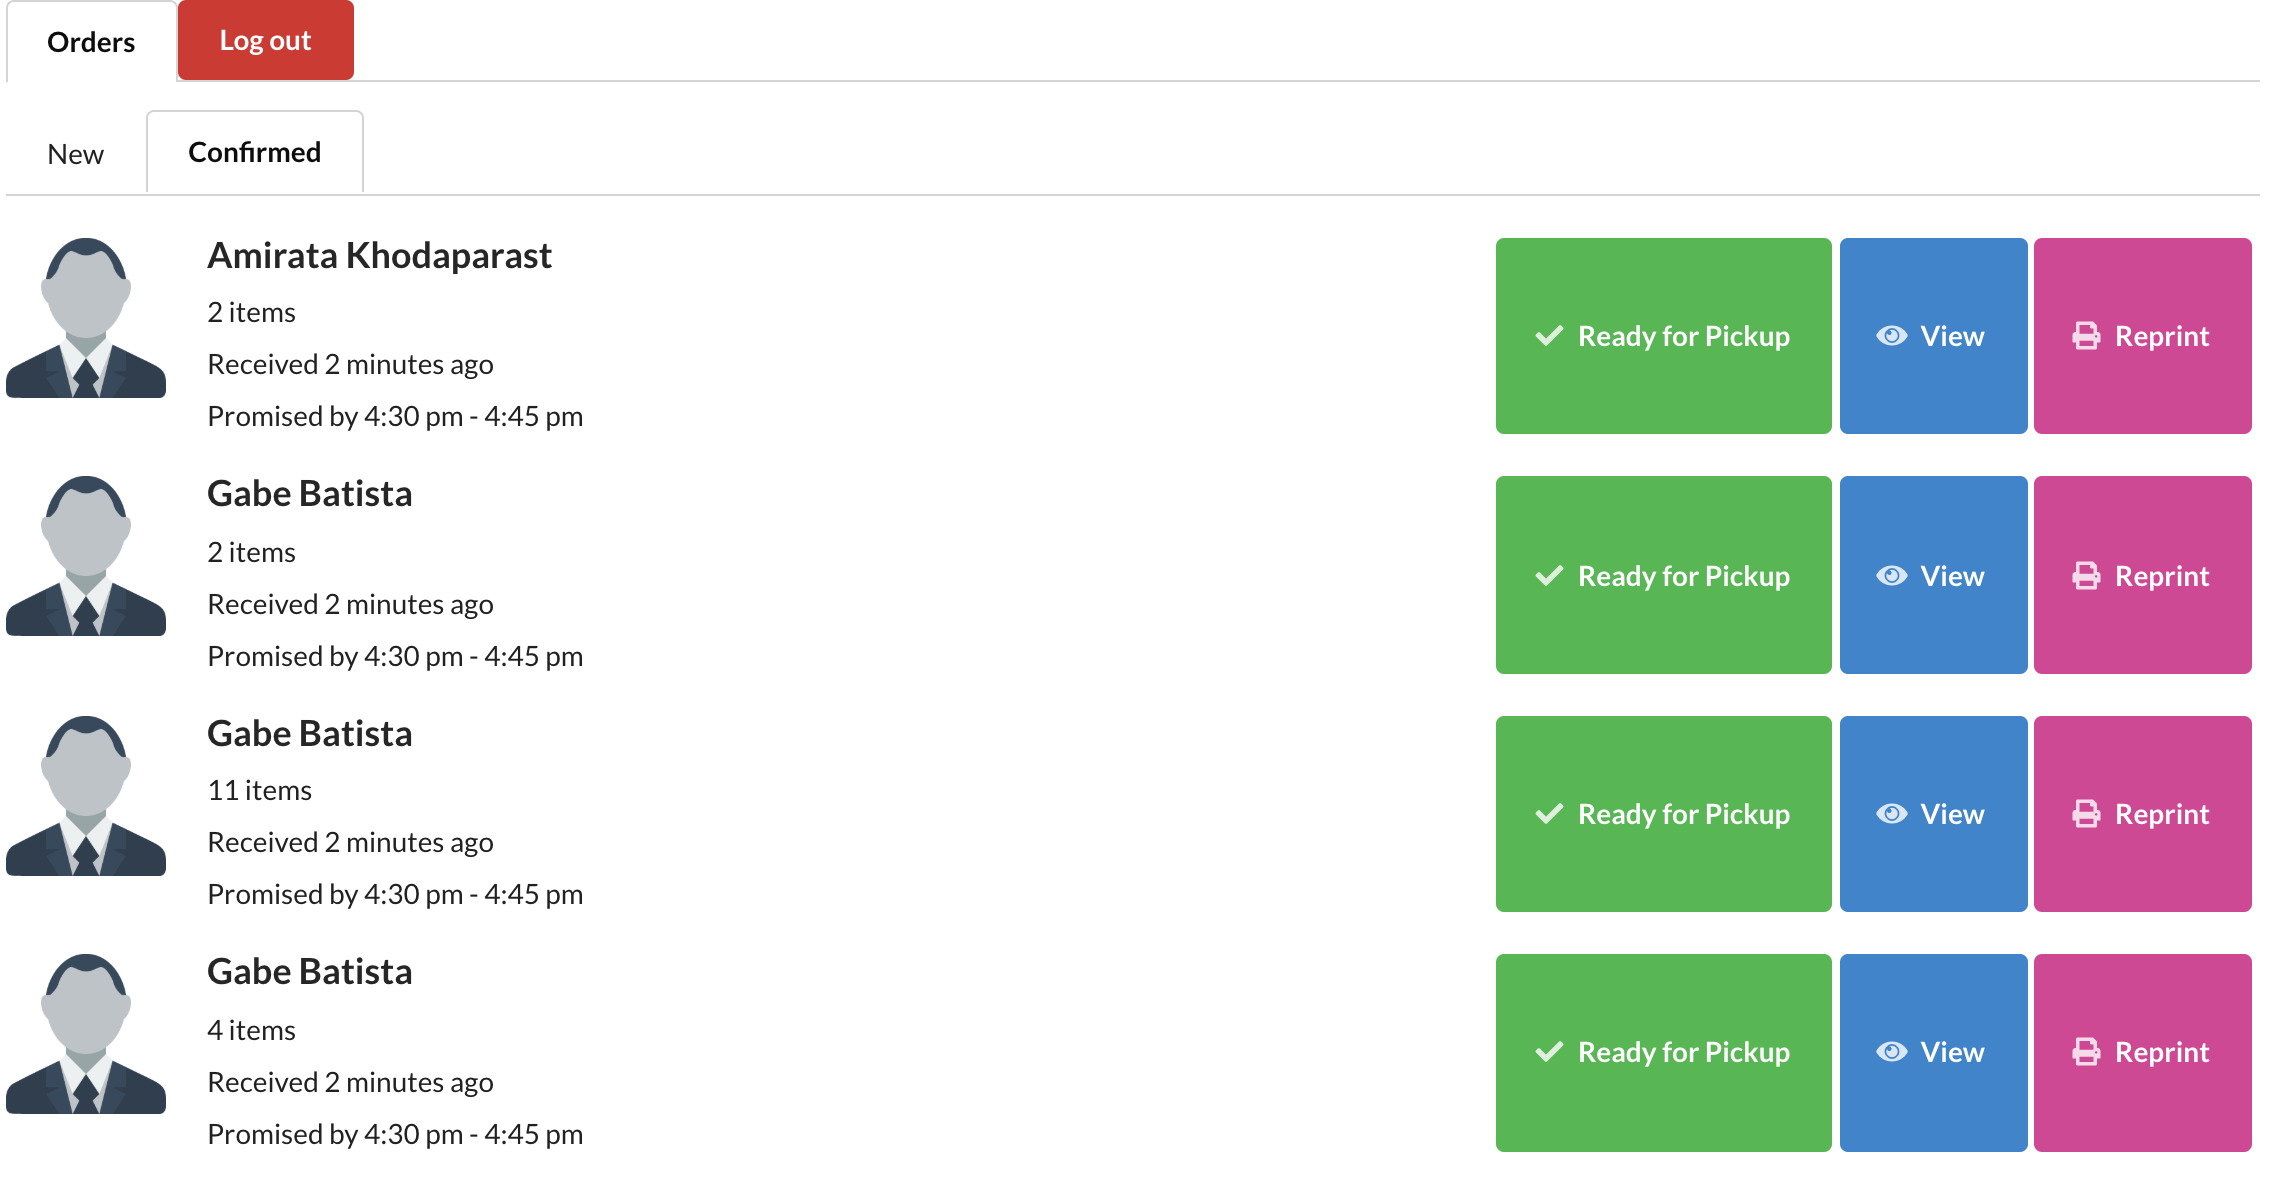 Orders Log out
New Confirmed
Amirata Khodaparast
2 items
Received 2 minutes ago
Promised by 4:30 pm - 4:45 pm
Ready for Pickup View Reprint
Gabe Batista
2 items
Received 2 minutes ago
Promised by 4:30 pm - 4:45 pm
Ready for Pickup View Reprint
Gabe Batista
11 items
Received 2 minutes ago
Promised by 4:30 pm - 4:45 pm
Ready for Pickup View Reprint
Gabe Batista
4 items
Received 2 minutes ago
Promised by 4:30 pm - 4:45 pm
Ready for Pickup View Reprint